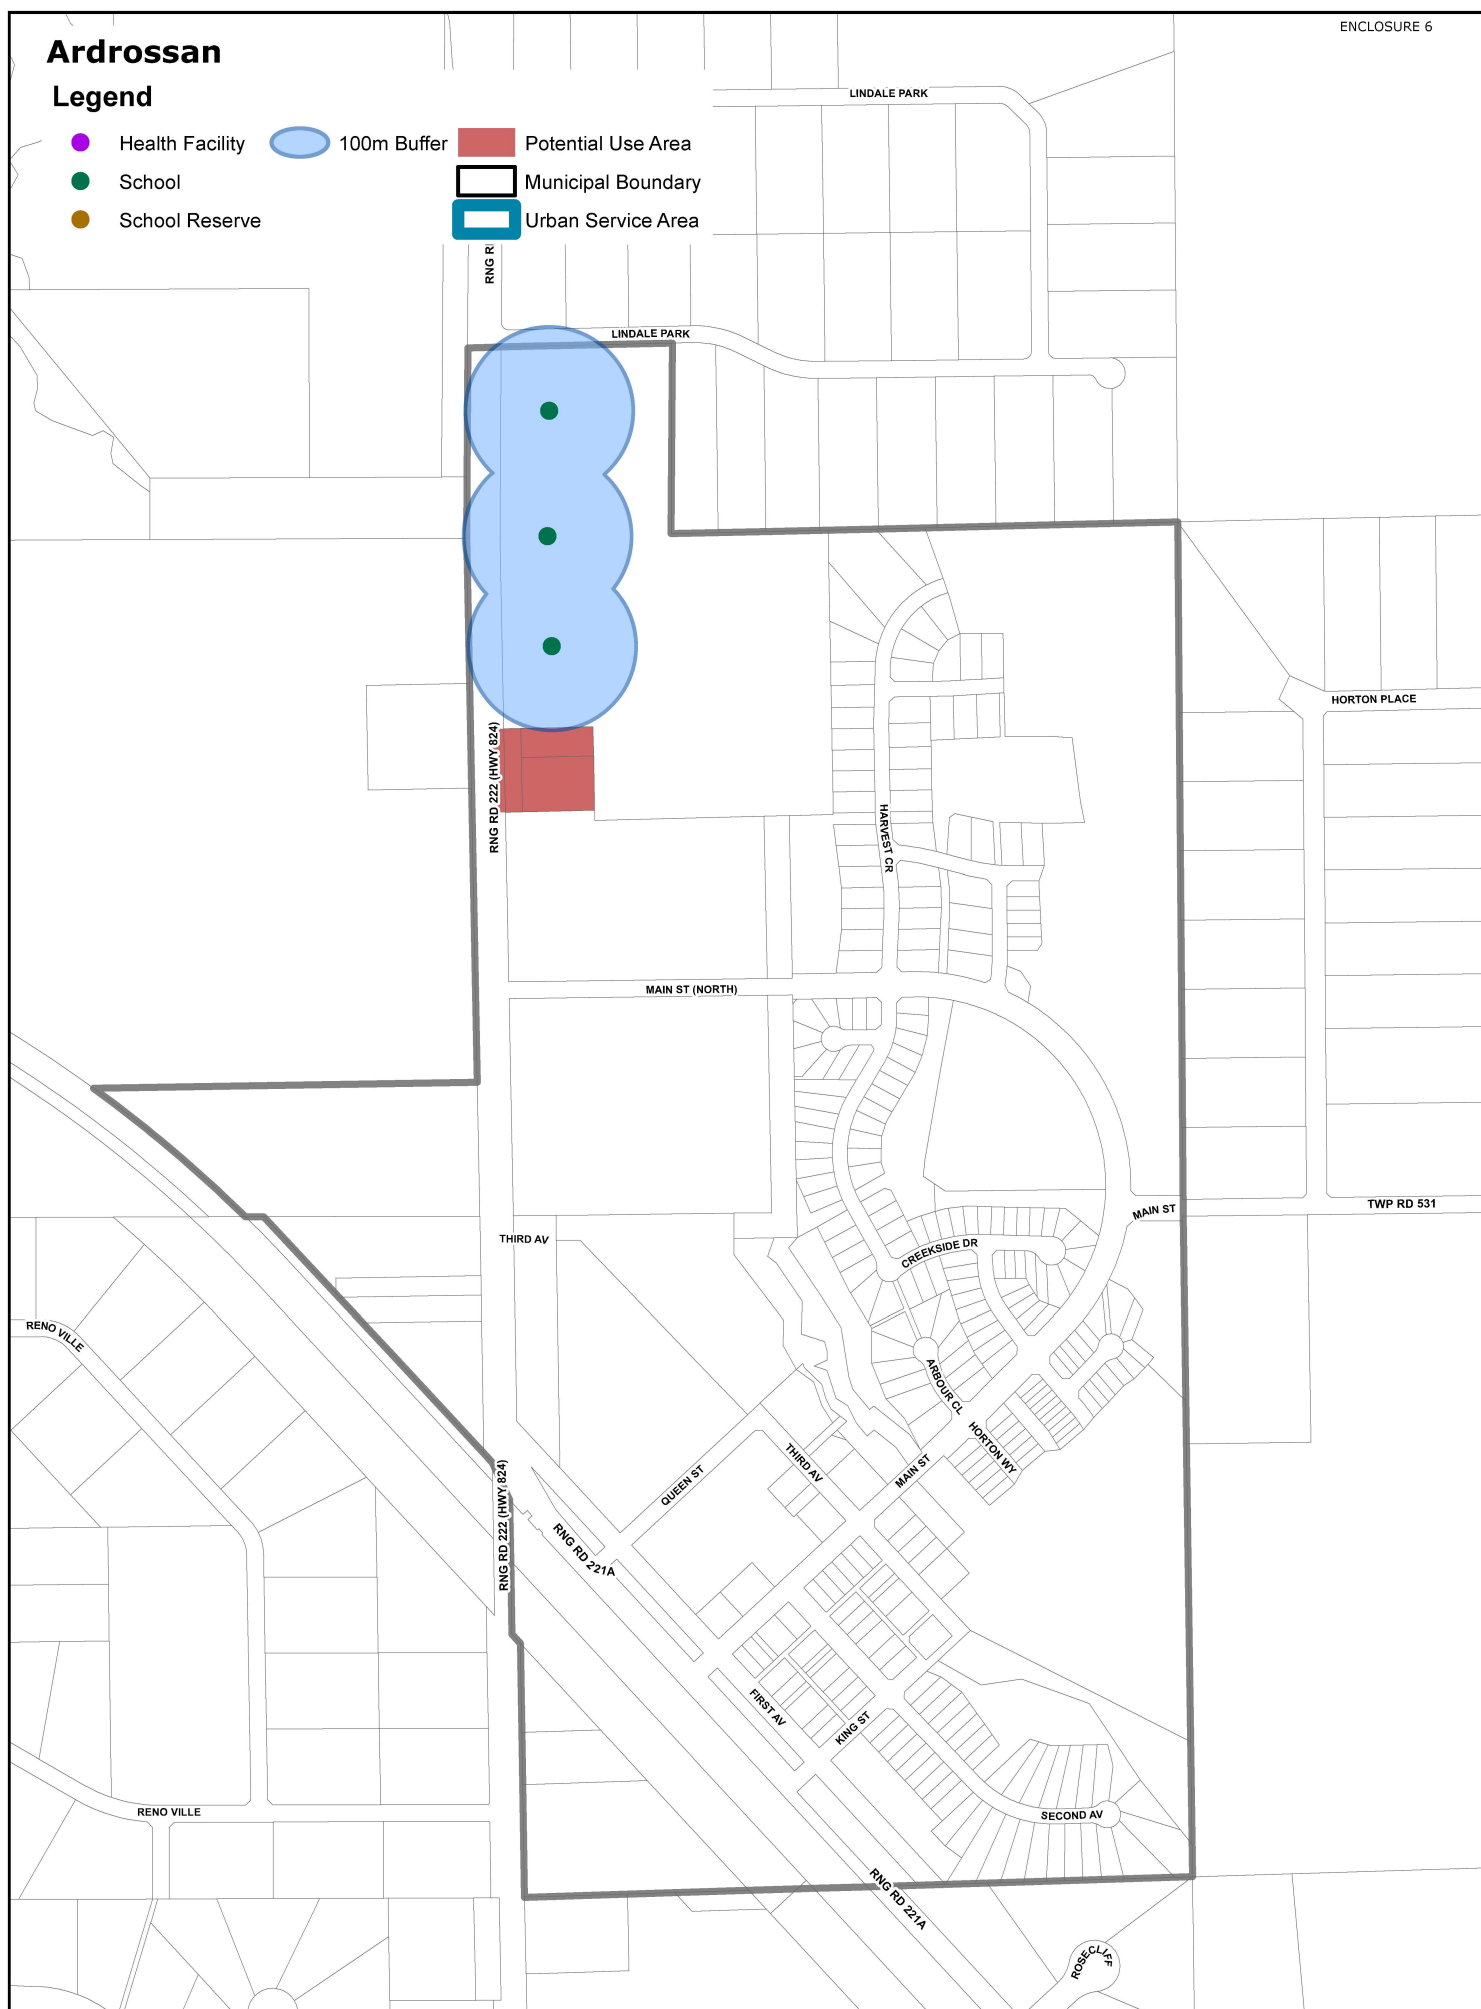 ENCLOSURE 6
Ardrossan
Legend
Health Facility
100m Buffer
Potential Use Area
School
Municipal Boundary
School Reserve
Urban Service Area
LINDALE PARK
RNG R
LINDALE PARK
HORTON PLACE
RNG RD 222 (HWY 824)
HARVEST CR
MAIN ST (NORTH)
TWP RD 531
MAIN ST
THIRD AV
CREEKSIDE DR
RENO VILLE
ARBOUR CL
HORTON WY
THIRD AV
MAIN ST
QUEEN ST
RNG RD 222 (HWY 824)
RNG RD 221A
FIRST AV
KING ST
RENO VILLE
SECOND AV
RNG RD 221A
ROSECLIFF